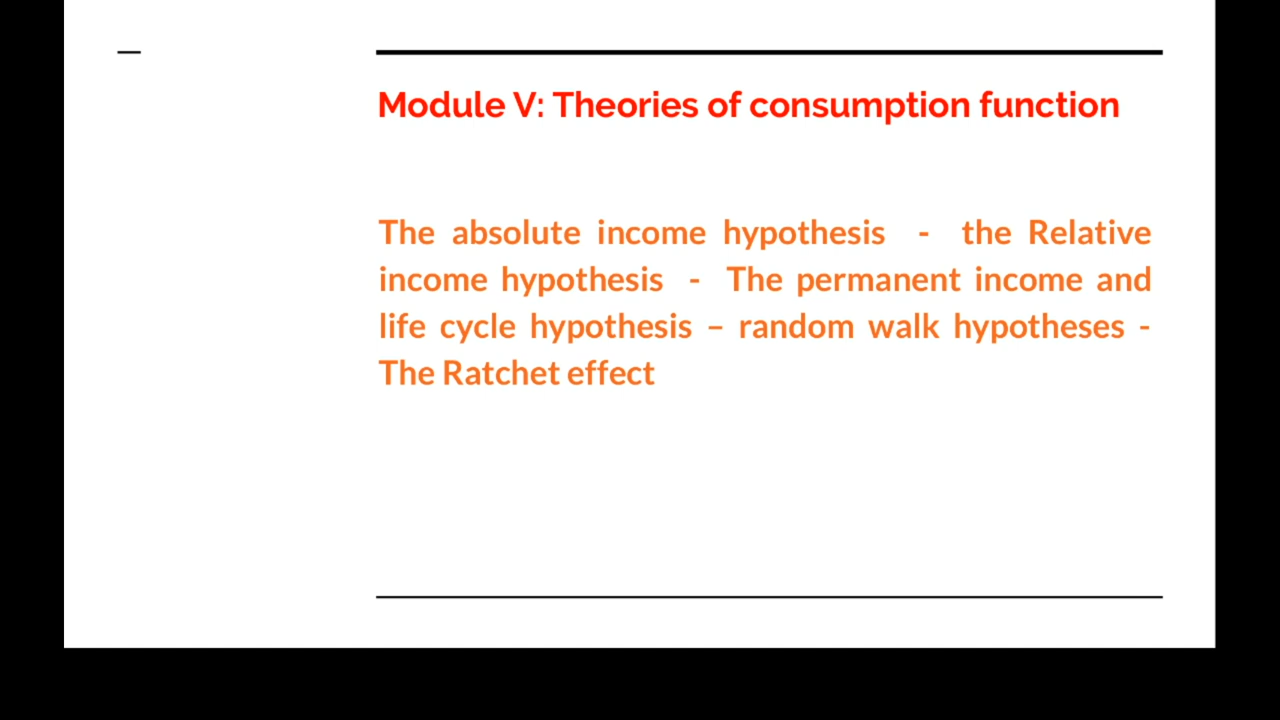 Module V: Theories of consumption function
The absolute income hypothesis - the Relative
income hypothesis - The permanent income and
life cycle hypothesis – random walk hypotheses -
The Ratchet effect